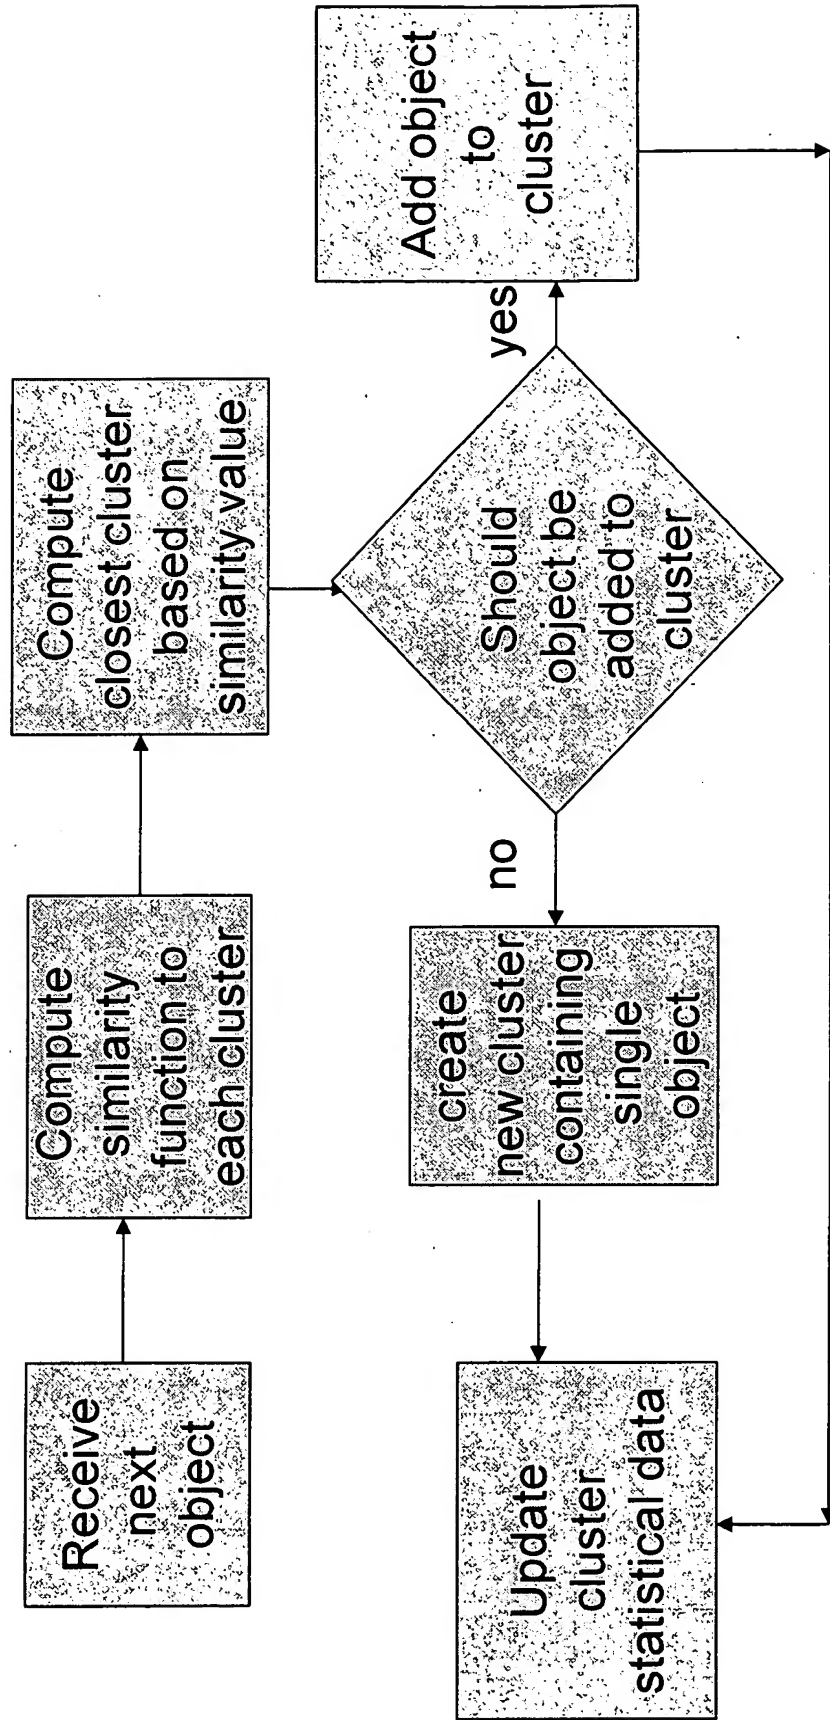 Receive
next
object
Compute
similarity
function to
each cluster
Compute
closest cluster
based on
similarity value
Should
object be
added to
cluster
yes
Add object
to
cluster
no
create
new cluster
containing
single
object
Update
cluster
statistical data